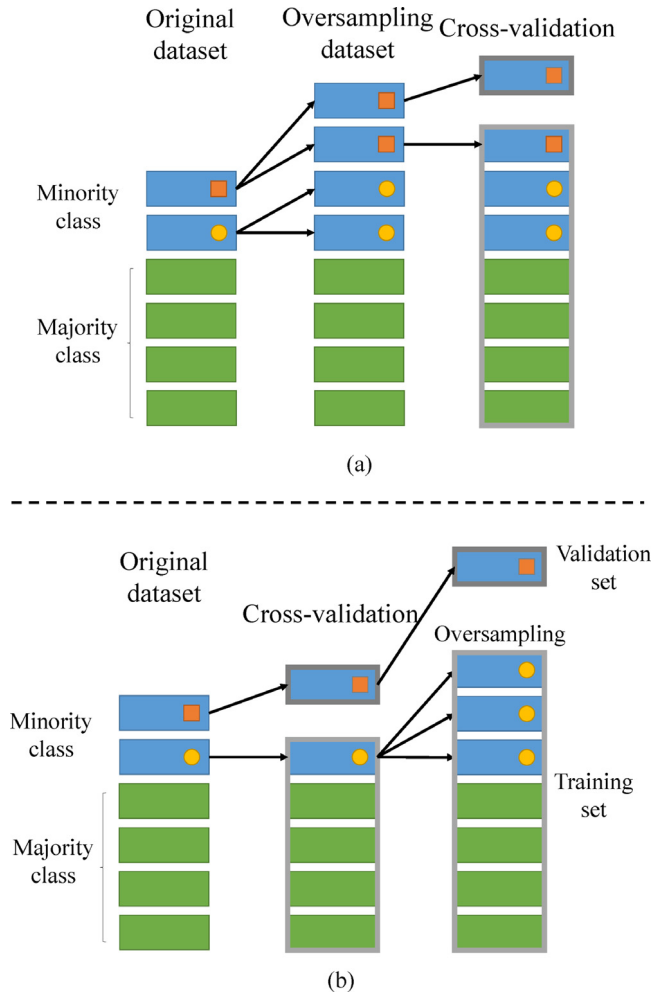 Original
dataset
Oversampling
dataset
Cross-validation
Minority
class
Majority
class
(a)
Original
dataset
Cross-validation
Validation
set
Oversampling
Minority
class
Training
set
Majority
class
(b)